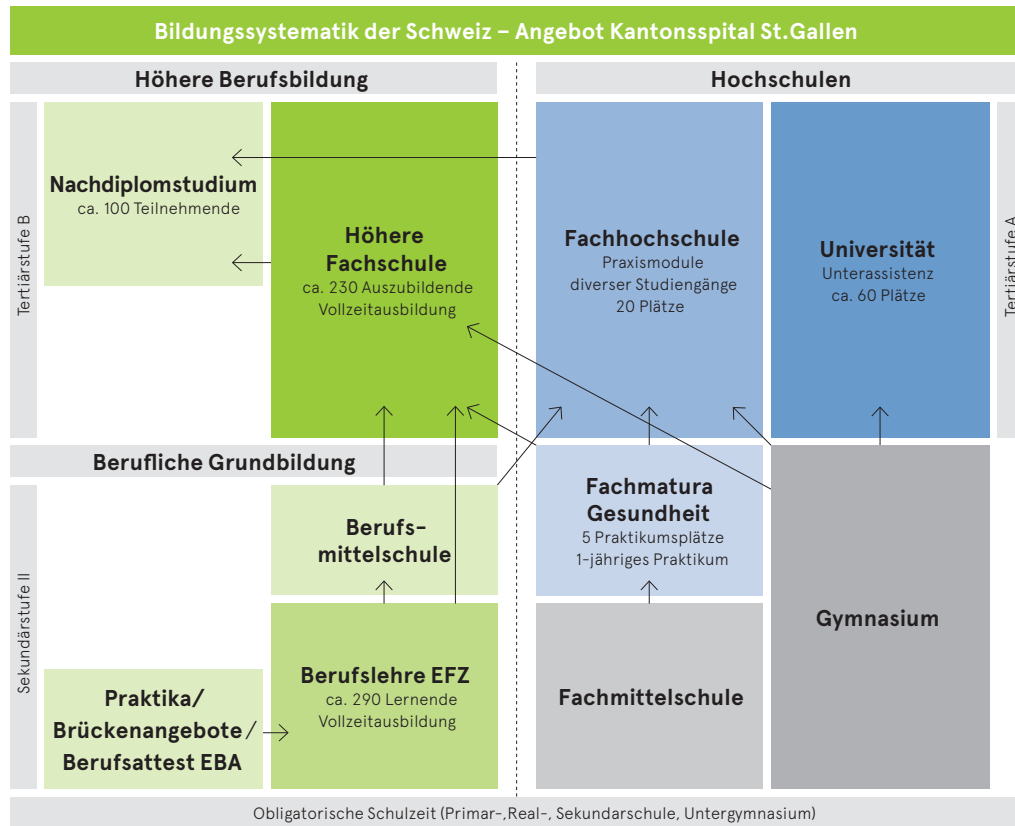 Bildungssystematik der Schweiz – Angebot Kantonsspital St.Gallen
Höhere Berufsbildung
Hochschulen
Tertiärstufe B
Nachdiplomstudium
ca. 100 Teilnehmende
Höhere
Fachschule
ca. 230 Auszubildende
Vollzeitausbildung
Fachhochschule
Praxismodule
diverser Studiengänge
20 Plätze
Universität
Unterassistenz
ca. 60 Plätze
Tertiärstufe A
Berufliche Grundbildung
Sekundärstufe II
Berufs-
mittelschule
Fachmatura
Gesundheit
5 Praktikumsplätze
1-jähriges Praktikum
Gymnasium
Praktika/
Brückenangebote/
Berufsattest EBA
Berufslehre EFZ
ca. 290 Lernende
Vollzeitausbildung
Fachmittelschule
Obligatorische Schulzeit (Primar-,Real-, Sekundarschule, Untergymnasium)